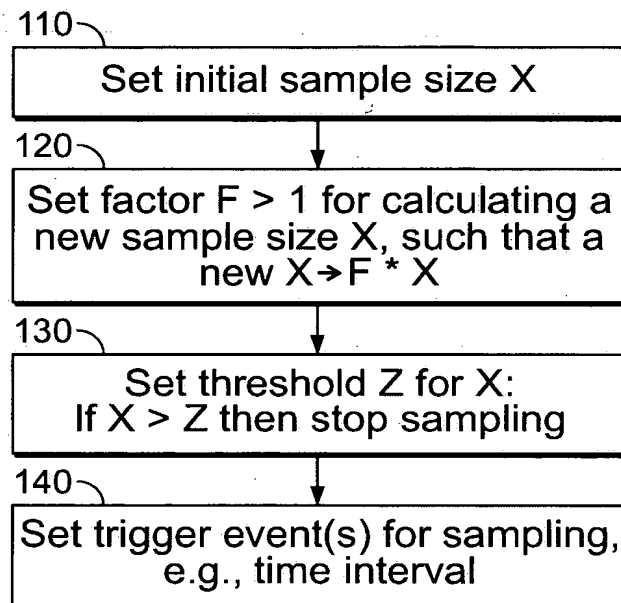 110
Set initial sample size X
120
Set factor F > 1 for calculating a
new sample size X, such that a
new X→F * X
130
Set threshold Z for X:
If X > Z then stop sampling
140
Set trigger event(s) for sampling,
e.g., time interval